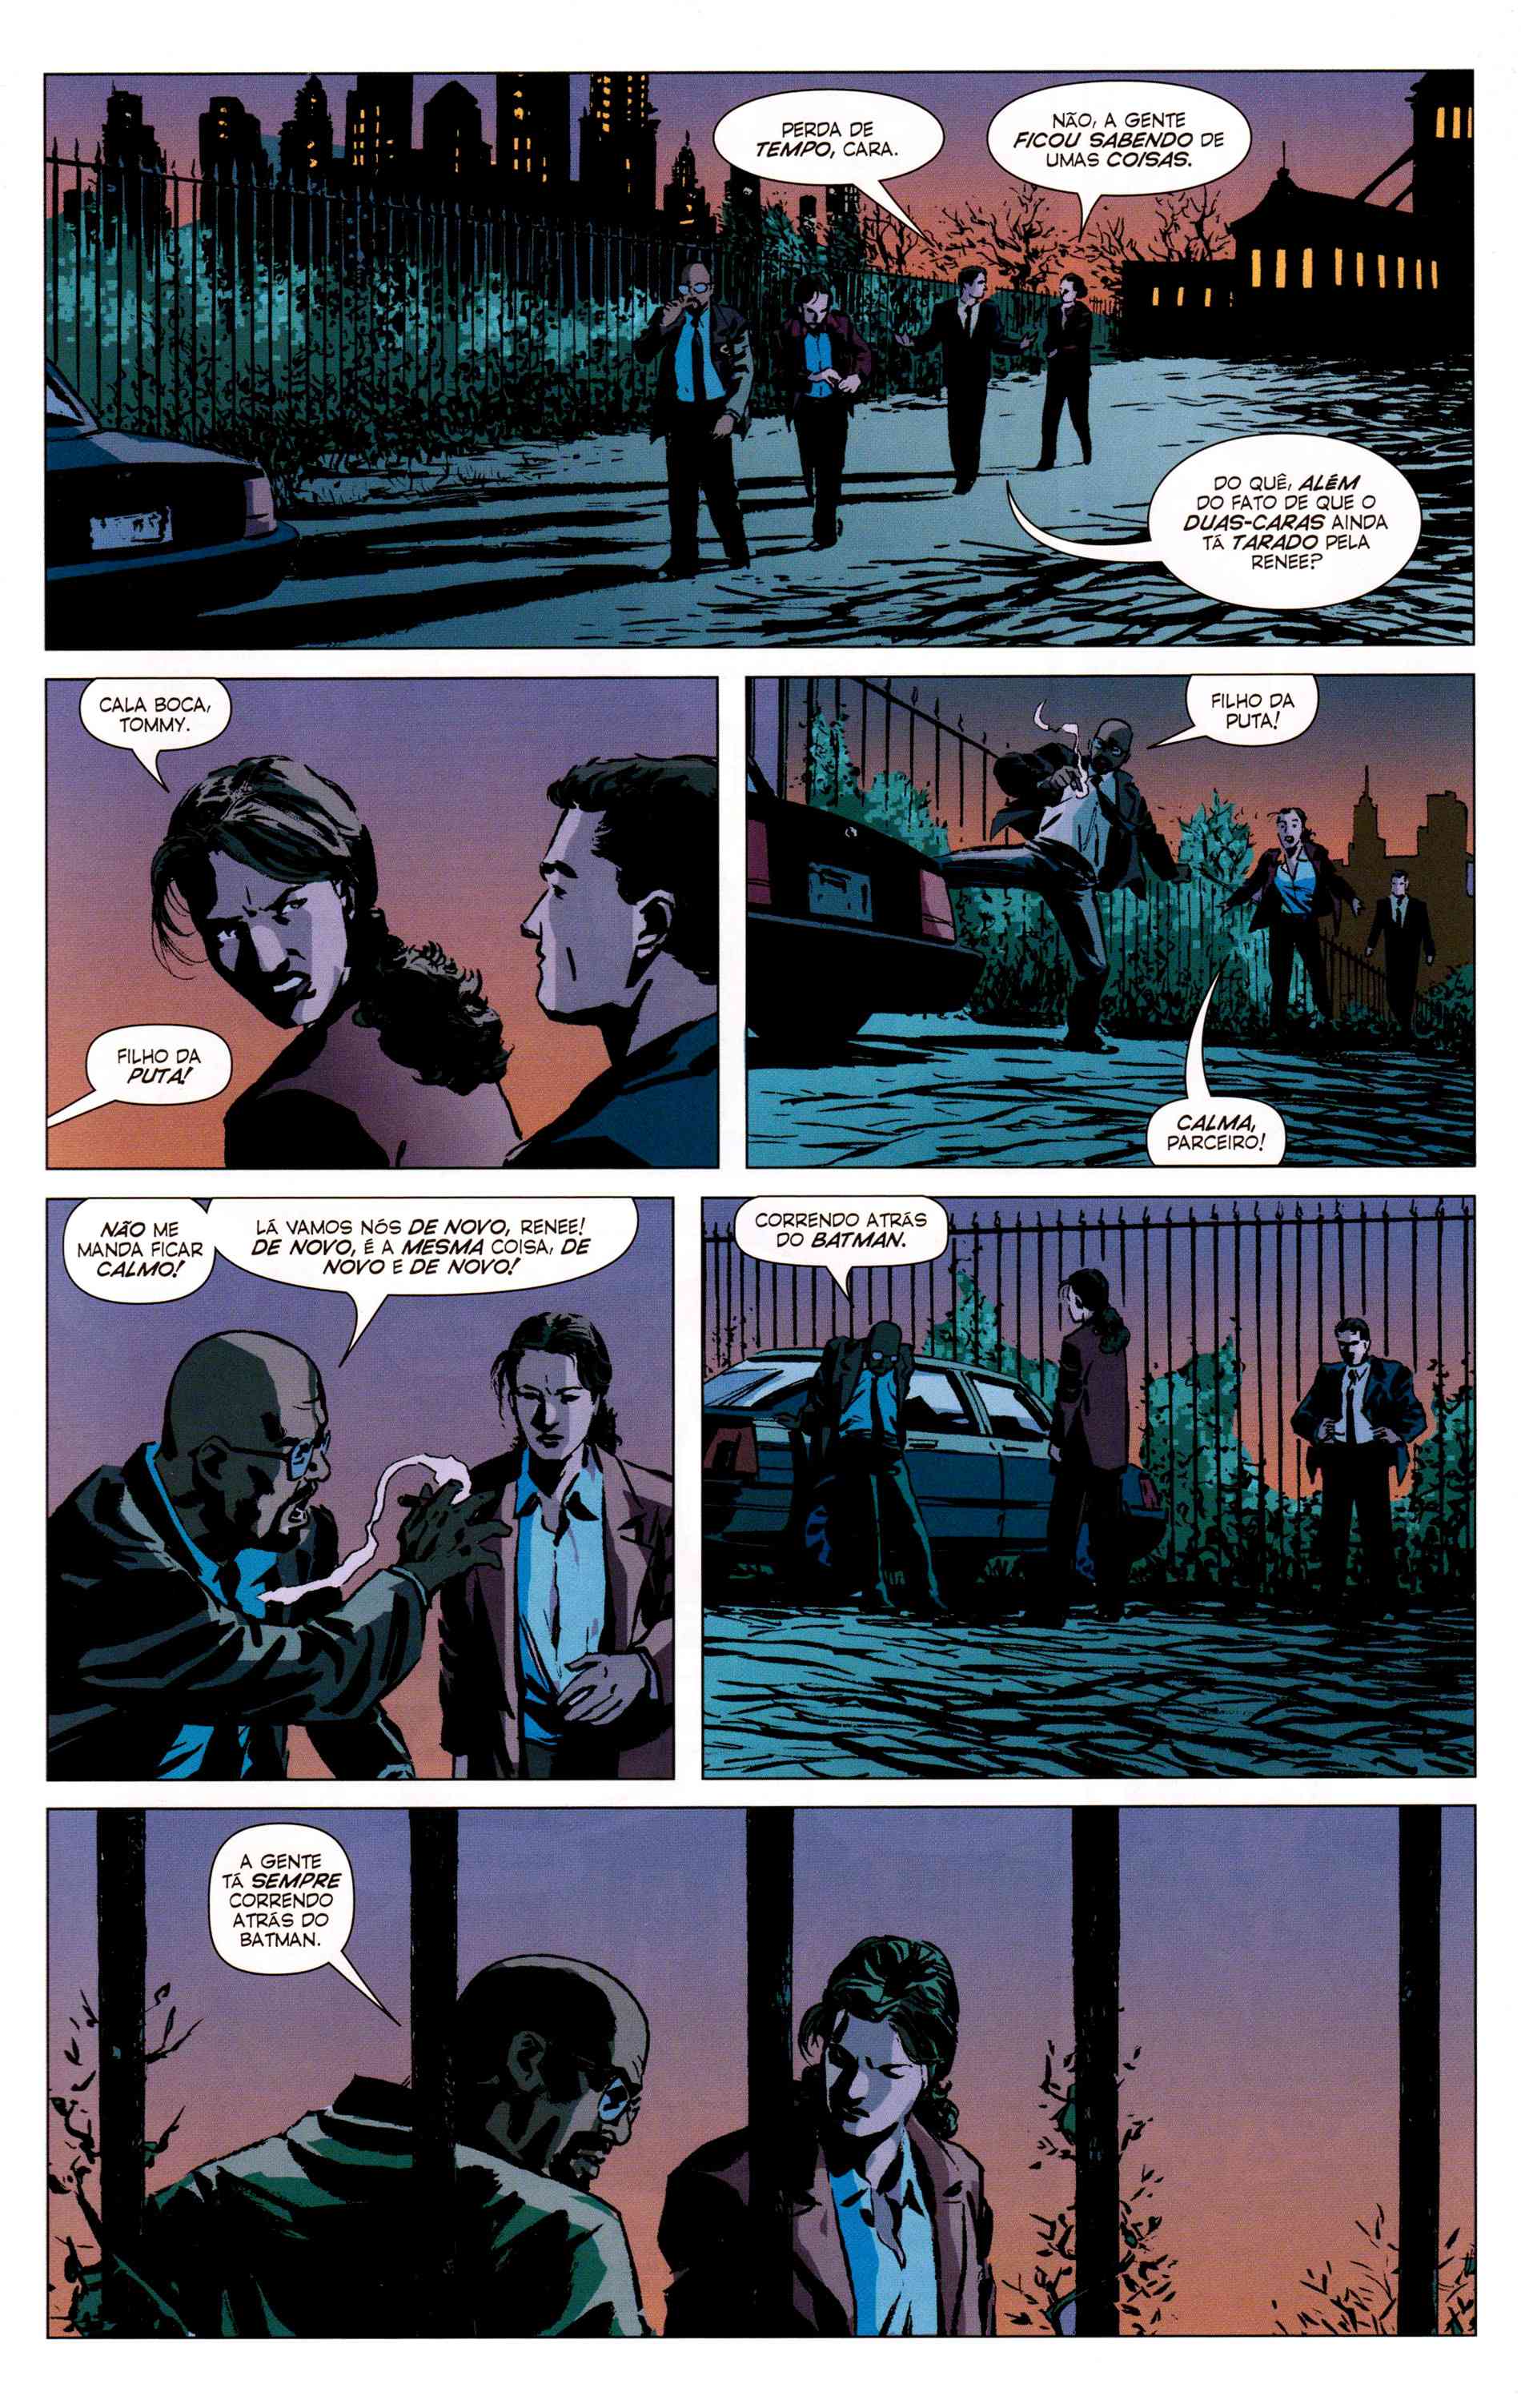 PERDA DE
TEMPO, CARA.
NÃO, A GENTE
FICOU SABENDO DE
UMAS COISAS.
DO QUÊ, ALÉM
DO FATO DE QUE O
DUAS-CARAS AINDA
TÁ TARADO PELA
RENEE?
CALA BOCA,
TOMMY.
FILHO DA
PUTA!
FILHO DA
PUTA!
CALMA,
PARCEIRO!
NÃO ME
MANDA FICAR
CALMO!
LÁ VAMOS NÓS DE NOVO, RENEE!
DE NOVO, É A MESMA COISA, DE
NOVO E DE NOVO!
CORRENDO ATRÁS
DO BATMAN.
A GENTE
TÁ SEMPRE
CORRENDO
ATRÁS DO
BATMAN.